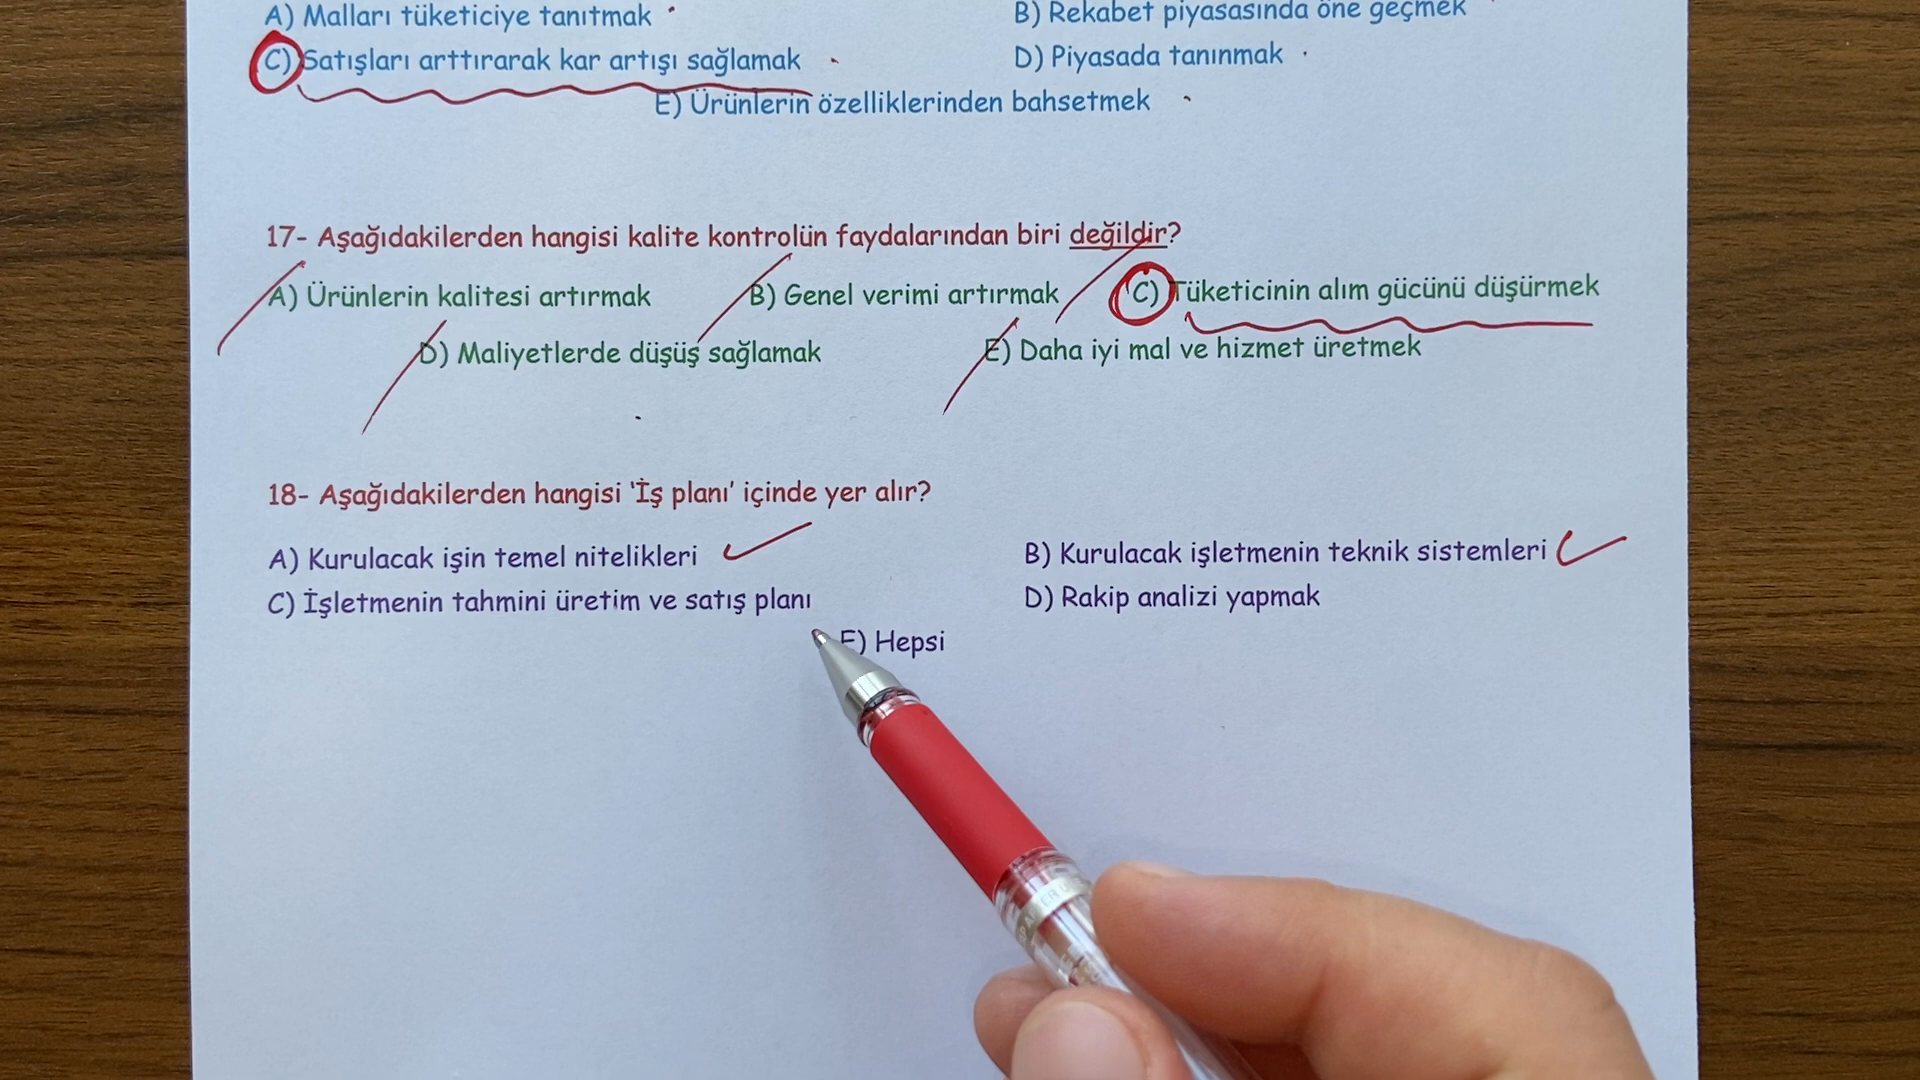 A) Malları tüketiciye tanıtmak B) Rekabet piyasasında öne geçmek
C) Satışları arttırarak kar artışı sağlamak D) Piyasada tanınmak
E) Ürünlerin özelliklerinden bahsetmek
17- Aşağıdakilerden hangisi kalite kontrolün faydalarından biri değildir?
A) Ürünlerin kalitesi artırmak B) Genel verimi artırmak C) Tüketicinin alım gücünü düşürmek
D) Maliyetlerde düşüş sağlamak E) Daha iyi mal ve hizmet üretmek
18- Aşağıdakilerden hangisi 'İş planı' içinde yer alır?
A) Kurulacak işin temel nitelikleri B) Kurulacak işletmenin teknik sistemleri
C) İşletmenin tahmini üretim ve satış planı D) Rakip analizi yapmak
E) Hepsi